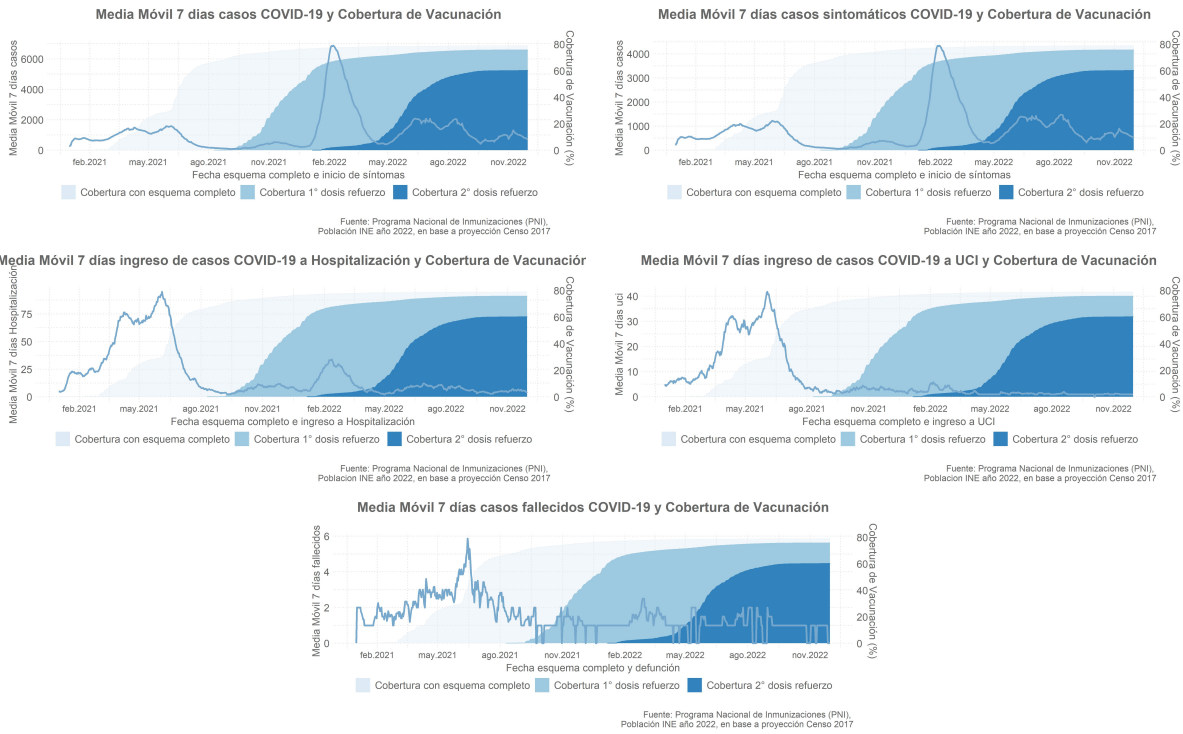 Media Móvil 7 dias casos COVID-19 y Cobertura de Vacunación
Media Móvil 7 días casos
6000
4000
2000
0
Cobertura de Vacunación (%)
80
60
40
20
0
feb.2021 may.2021 ago.2021 nov.2021 feb.2022 may.2022 ago.2022 nov.2022
Fecha esquema completo e inicio de síntomas
Cobertura con esquema completo Cobertura 1° dosis refuerzo Cobertura 2° dosis refuerzo
Fuente: Programa Nacional de Inmunizaciones (PNI),
Población INE año 2022, en base a proyección Censo 2017
Media Móvil 7 días casos sintomáticos COVID-19 y Cobertura de Vacunación
Media Móvil 7 días casos
4000
3000
2000
1000
0
Cobertura de Vacunación (%)
80
60
40
20
0
feb.2021 may.2021 ago.2021 nov.2021 feb.2022 may.2022 ago.2022 nov.2022
Fecha esquema completo e inicio de síntomas
Cobertura con esquema completo Cobertura 1° dosis refuerzo Cobertura 2° dosis refuerzo
Fuente: Programa Nacional de Inmunizaciones (PNI),
Población INE año 2022, en base a proyección Censo 2017
Media Móvil 7 días ingreso de casos COVID-19 a Hospitalización y Cobertura de Vacunación
Media Móvil 7 días Hospitalización
75
50
25
0
Cobertura de Vacunación (%)
80
60
40
20
0
feb.2021 may.2021 ago.2021 nov.2021 feb.2022 may.2022 ago.2022 nov.2022
Fecha esquema completo e ingreso a Hospitalización
Cobertura con esquema completo Cobertura 1° dosis refuerzo Cobertura 2° dosis refuerzo
Fuente: Programa Nacional de Inmunizaciones (PNI),
Poblacion INE año 2022, en base a proyección Censo 2017
Media Móvil 7 días ingreso de casos COVID-19 a UCI y Cobertura de Vacunación
Media Movil 7 días uci
40
30
20
10
0
Cobertura de Vacunación (%)
80
60
40
20
0
feb.2021 may.2021 ago.2021 nov.2021 feb.2022 may.2022 ago.2022 nov.2022
Fecha esquema completo e ingreso a UCI
Cobertura con esquema completo Cobertura 1° dosis refuerzo Cobertura 2° dosis refuerzo
Fuente: Programa Nacional de Inmunizaciones (PNI),
Poblacion INE año 2022, en base a proyección Censo 2017
Media Móvil 7 días casos fallecidos COVID-19 y Cobertura de Vacunación
Media Móvil 7 días fallecidos
6
4
2
0
Cobertura de Vacunación (%)
80
60
40
20
0
feb.2021 may.2021 ago.2021 nov.2021 feb.2022 may.2022 ago.2022 nov.2022
Fecha esquema completo y defunción
Cobertura con esquema completo Cobertura 1° dosis refuerzo Cobertura 2° dosis refuerzo
Fuente: Programa Nacional de Inmunizaciones (PNI),
Población INE año 2022, en base a proyección Censo 2017